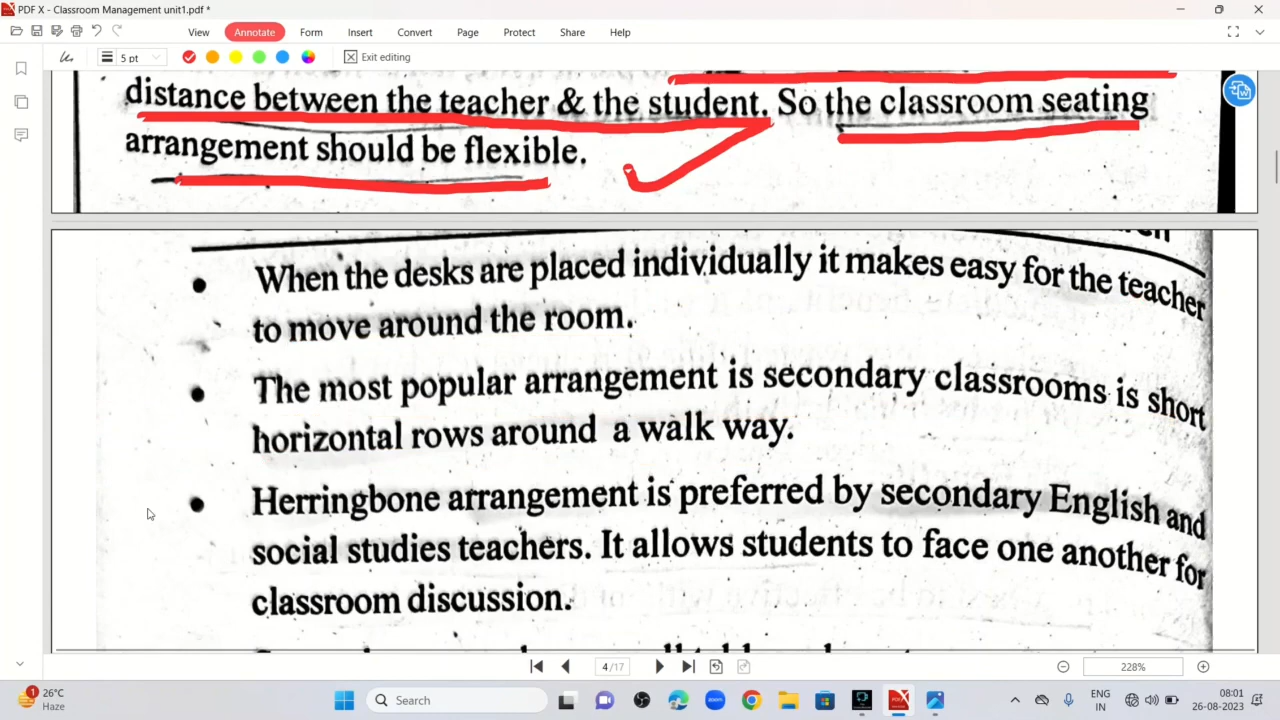 PDF X - Classroom Management unit1.pdf *
View Annotate Form Insert Convert Page Protect Share Help
5 pt Exit editing
distance between the teacher & the student. So the classroom seating
arrangement should be flexible.
When the desks are placed individually it makes easy for the teacher
to move around the room.
The most popular arrangement is secondary classrooms is short
horizontal rows around a walk way.
Herringbone arrangement is preferred by secondary English and
social studies teachers. It allows students to face one another for
classroom discussion.
4 /17 228%
1 26°C
Haze
Search
zoom
ENG
IN
08:01
26-08-2023